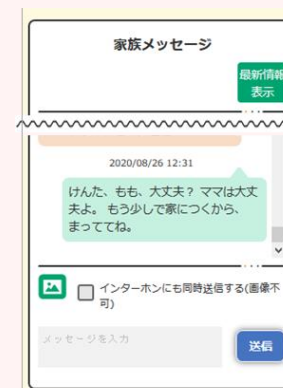 家族メッセージ
最新情報
表示
2020/08/26 12:31
けんた、もも、大丈夫？ ママは大丈
夫よ。 もう少しで家につくから、
まっててね。
インターホンにも同時送信する(画像不
可)
メッセージを入力
送信